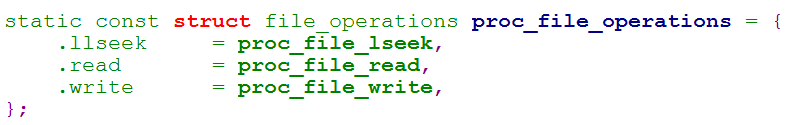 static const struct file_operations proc_file_operations = {
    .llseek     = proc_file_lseek,
    .read       = proc_file_read,
    .write      = proc_file_write,
};